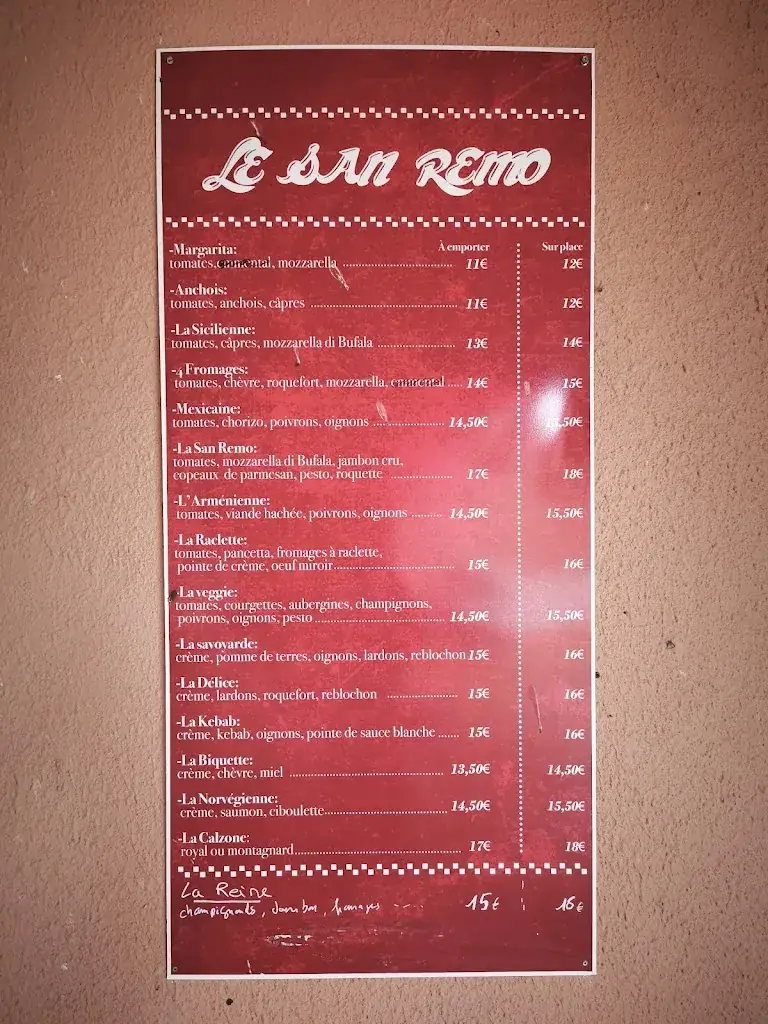 LE SAN REMO
À emporter Sur place
-Margarita:
tomates, emmental, mozzarella 11€ 12€
-Anchois:
tomates, anchois, câpres 11€ 12€
-La Sicilienne:
tomates, câpres, mozzarella di Bufala 13€ 14€
-4 Fromages:
tomates, chèvre, roquefort, mozzarella, emmental 14€ 15€
-Mexicaine:
tomates, chorizo, poivrons, oignons 14,50€
-La San Remo:
tomates, mozzarella di Bufala, jambon cru,
copeaux de parmesan, pesto, roquette 17€ 18€
-L'Arménienne:
tomates, viande hachée, poivrons, oignons 14,50€ 15,50€
-La Raclette:
tomates, pancetta, fromages à raclette,
pointe de crème, oeuf miroir 15€ 16€
-La veggie:
tomates, courgettes, aubergines, champignons,
poivrons, oignons, pesto 14,50€ 15,50€
-La savoyarde:
crème, pomme de terres, oignons, lardons, reblochon 15€ 16€
-La Délice:
crème, lardons, roquefort, reblochon 15€ 16€
-La Kebab:
crème, kebab, oignons, pointe de sauce blanche 15€ 16€
-La Biquette:
crème, chèvre, miel 13,50€ 14,50€
-La Norvégienne:
crème, saumon, ciboulette 14,50€ 15,50€
-La Calzone:
royal ou montagnard 17€ 18€
La Reine
champignons, Jambon, 15€ 16€